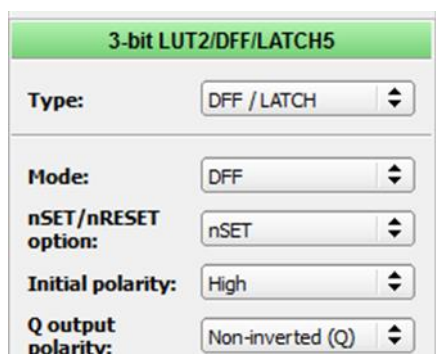 3-bit LUT2/DFF/LATCH5
Type: DFF / LATCH
Mode: DFF
nSET/nRESET
option: nSET
Initial polarity: High
Q output
polarity: Non-inverted (Q)